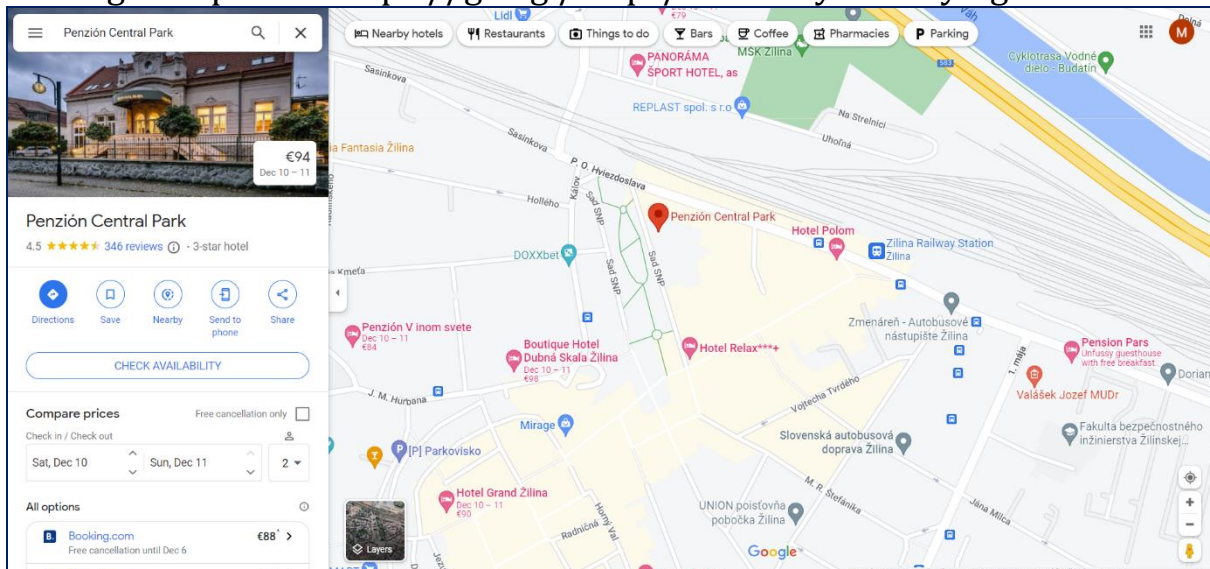 Penzión Central Park
€94
Dec 10 – 11
Penzión Central Park
4.5 346 reviews · 3-star hotel
Directions
Save
Nearby
Send to
phone
Share
CHECK AVAILABILITY
Compare prices
Free cancellation only
Check in / Check out
Sat, Dec 10
Sun, Dec 11
2
All options
B.
Booking.com
€88
Free cancellation until Dec 6
Nearby hotels
Restaurants
Things to do
Bars
Coffee
Pharmacies
Parking
M
Lidl
€79
PANORÁMA
ŠPORT HOTEL, as
MSK Žilina
583
Váh
Cyklotrasa Vodné
dielo - Budatín
REPLAST spol. s r.o
Na Strelnici
Uhoľná
Sasinkova
Sasinkova
a Fantasia Žilina
P. O. Hviezdoslava
Hollého
Kálov
Sad SNP
Sad SNP
Sad SNP
Penzión Central Park
Hotel Polom
Zilina Railway Station
Žilina
DOXXbet
Kmeťa
Zmenáreň - Autobusové
nástupište Žilina
Penzión V inom svete
Dec 10 – 11
€84
Boutique Hotel
Dubná Skala Žilina
Dec 10 – 11
€98
Hotel Relax***+
Pension Pars
Unfussy guesthouse
with free breakfast
1. mája
Dorian
Valášek Jozef MUDr
J. M. Hurbana
Vojtecha Tvrdého
Mirage
[P] Parkovisko
Slovenská autobusová
doprava Žilina
Fakulta bezpečnostného
inžinierstva Žilinskej...
Hotel Grand Žilina
Dec 10 – 11
€90
M. R. Štefánika
UNION poisťovňa
pobočka Žilina
Jána Milca
Horný Val
Radničná
Layers
Google